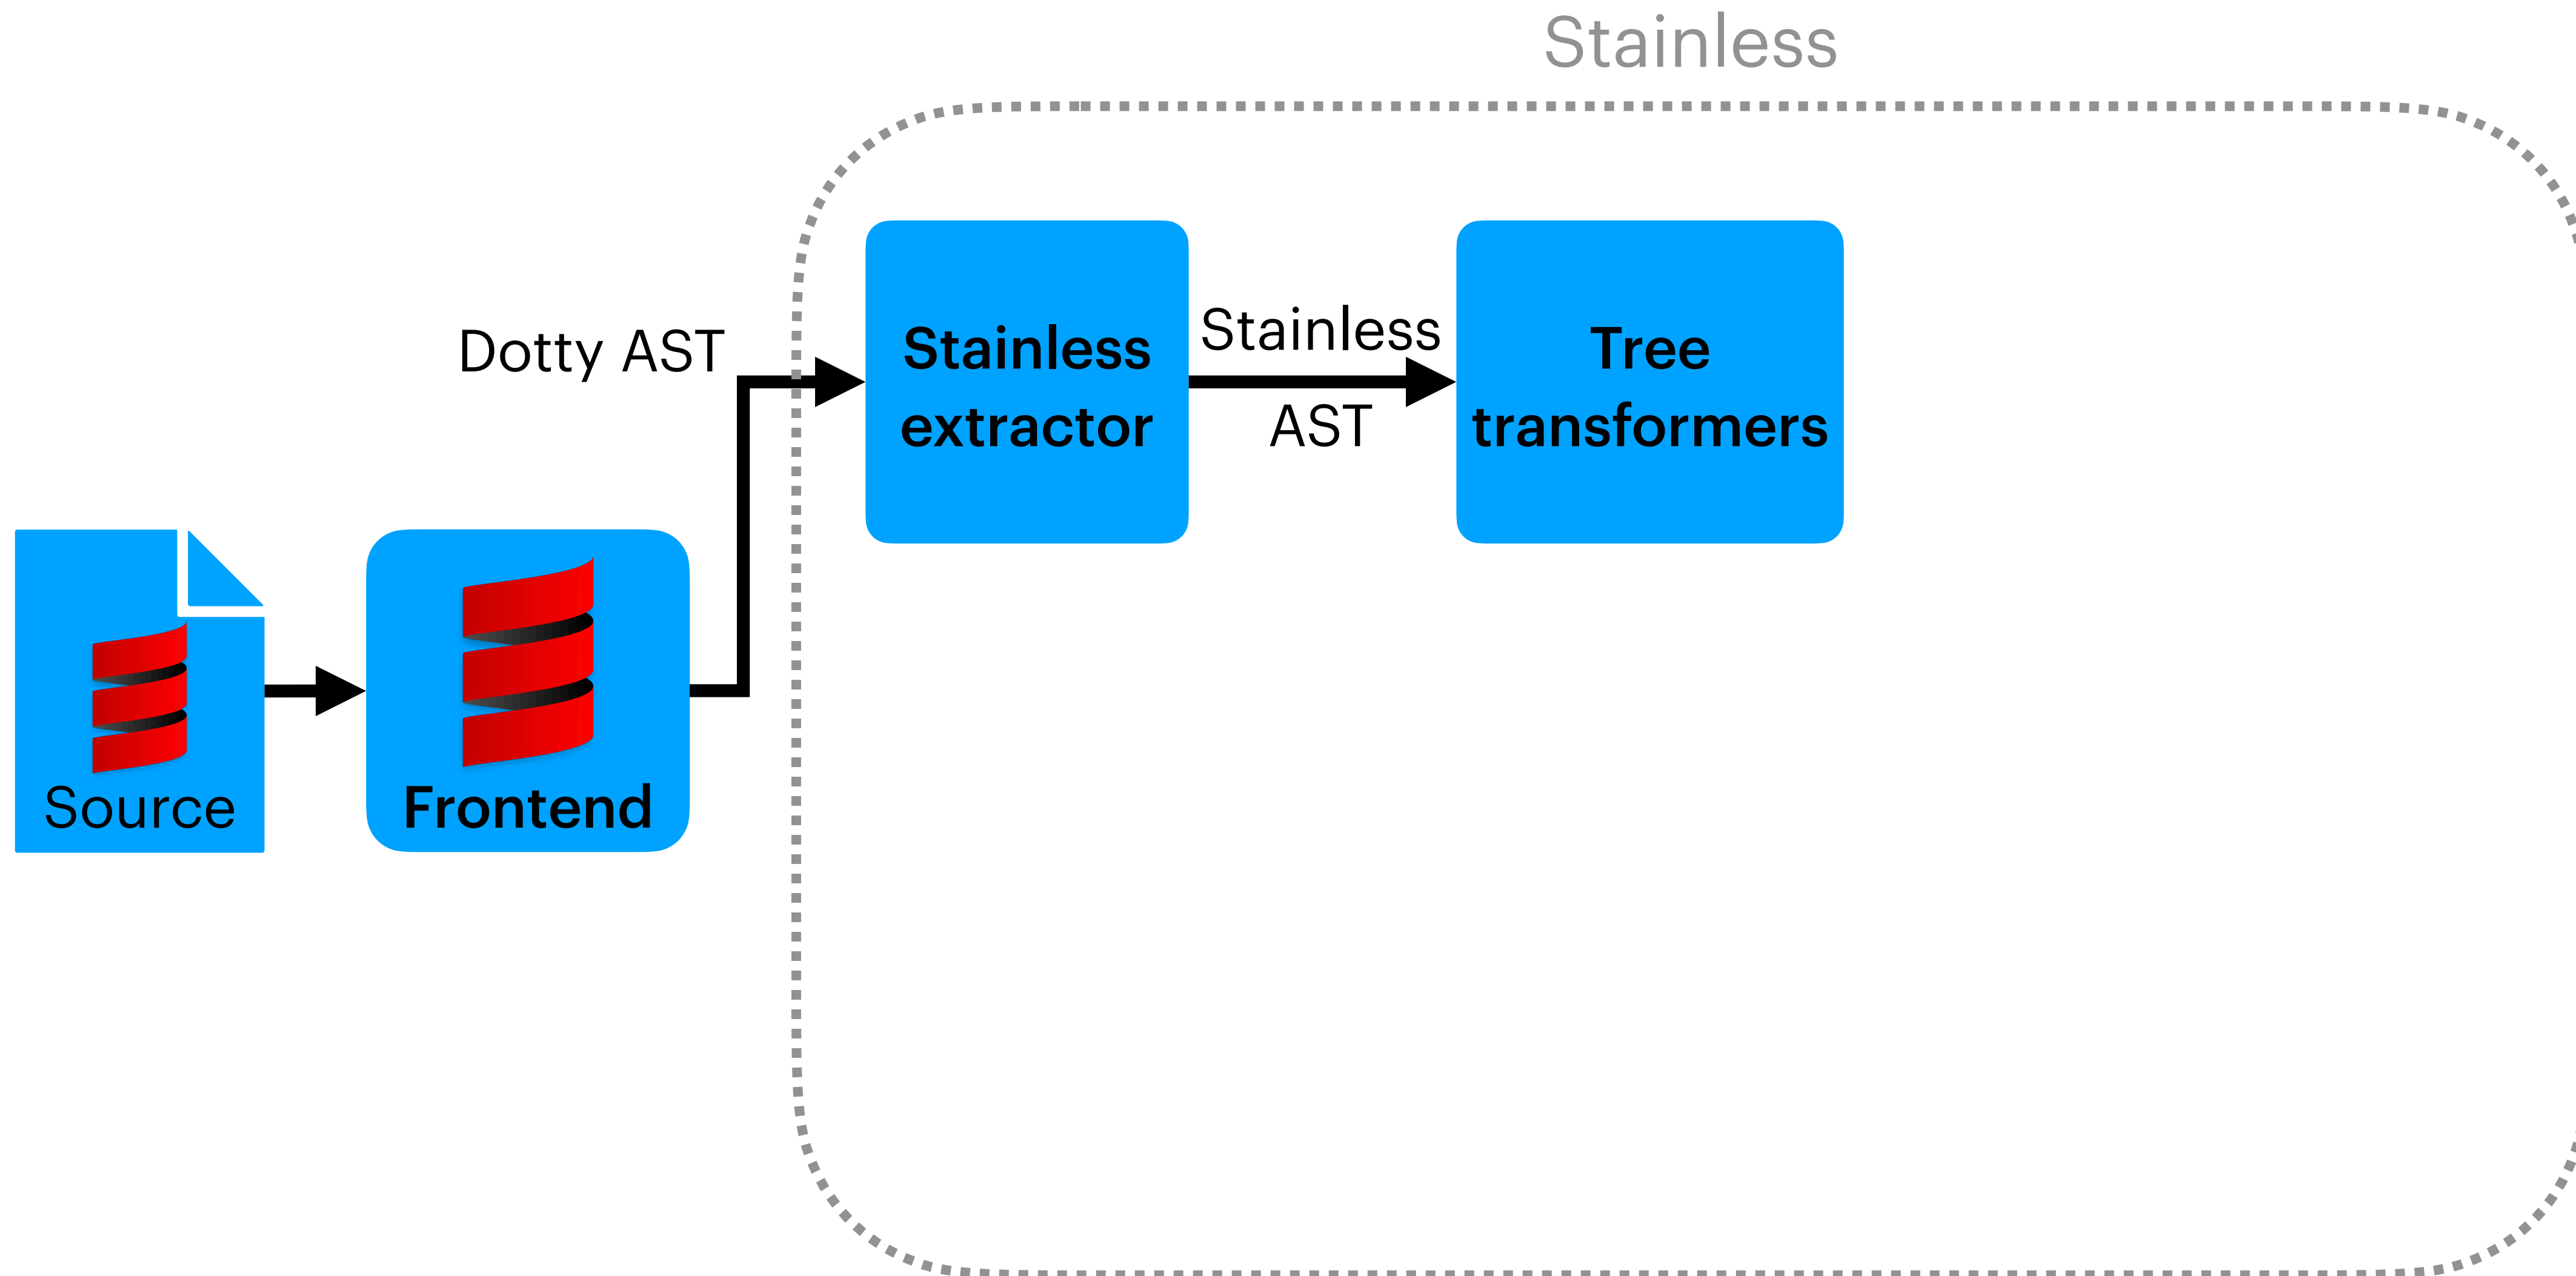 Stainless
Dotty AST
Stainless
extractor
Stainless
AST
Tree
transformers
Source
Frontend